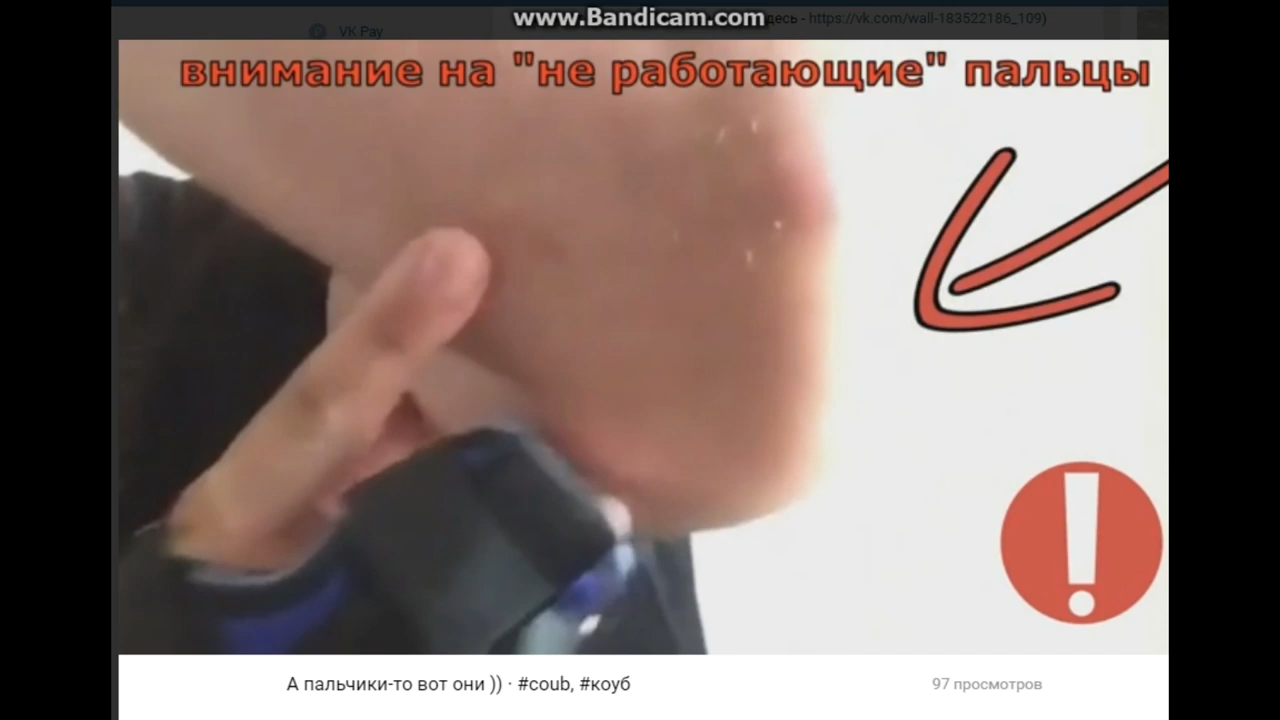 www.Bandicam.com
десь - https://vk.com/wall-183522186_109)
VK Pay
внимание на "не работающие" пальцы
А пальчики-то вот они )) · #coub, #коуб
97 просмотров